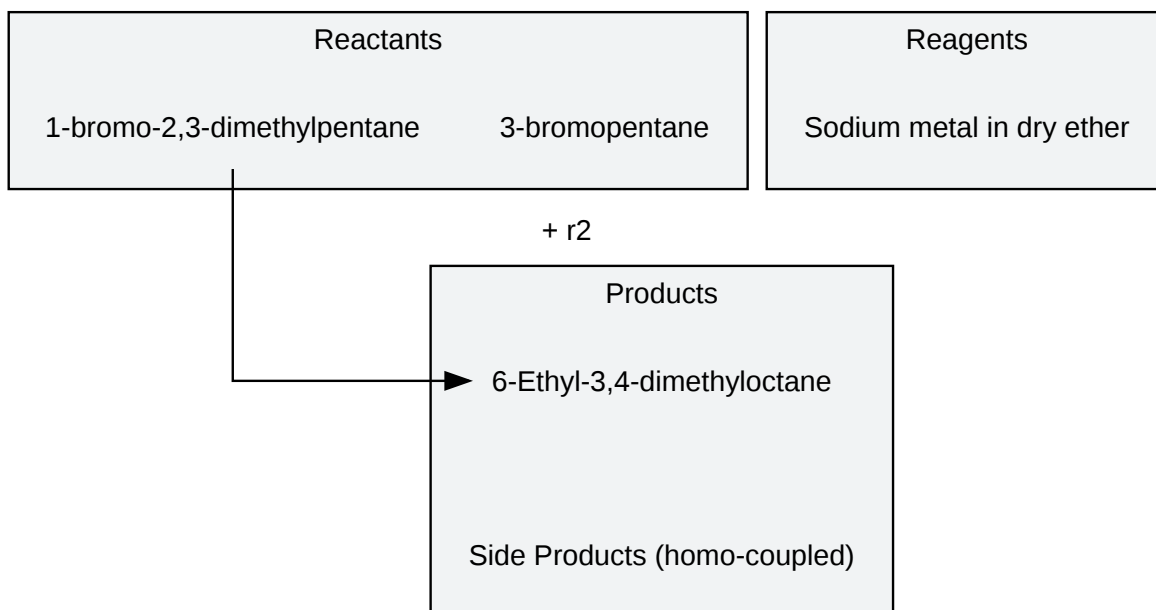 Reactants
1-bromo-2,3-dimethylpentane
3-bromopentane
Reagents
Sodium metal in dry ether
+ r2
Products
6-Ethyl-3,4-dimethyloctane
Side Products (homo-coupled)